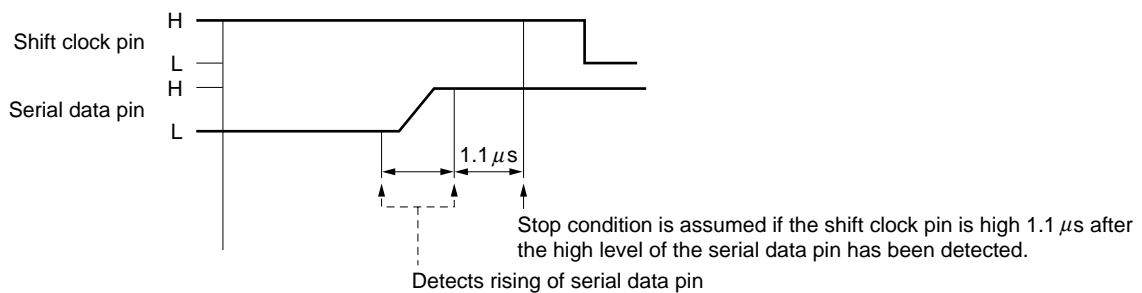 H
Shift clock pin
L
H
Serial data pin
L
1.1 μs
Stop condition is assumed if the shift clock pin is high 1.1 μs after
the high level of the serial data pin has been detected.
Detects rising of serial data pin